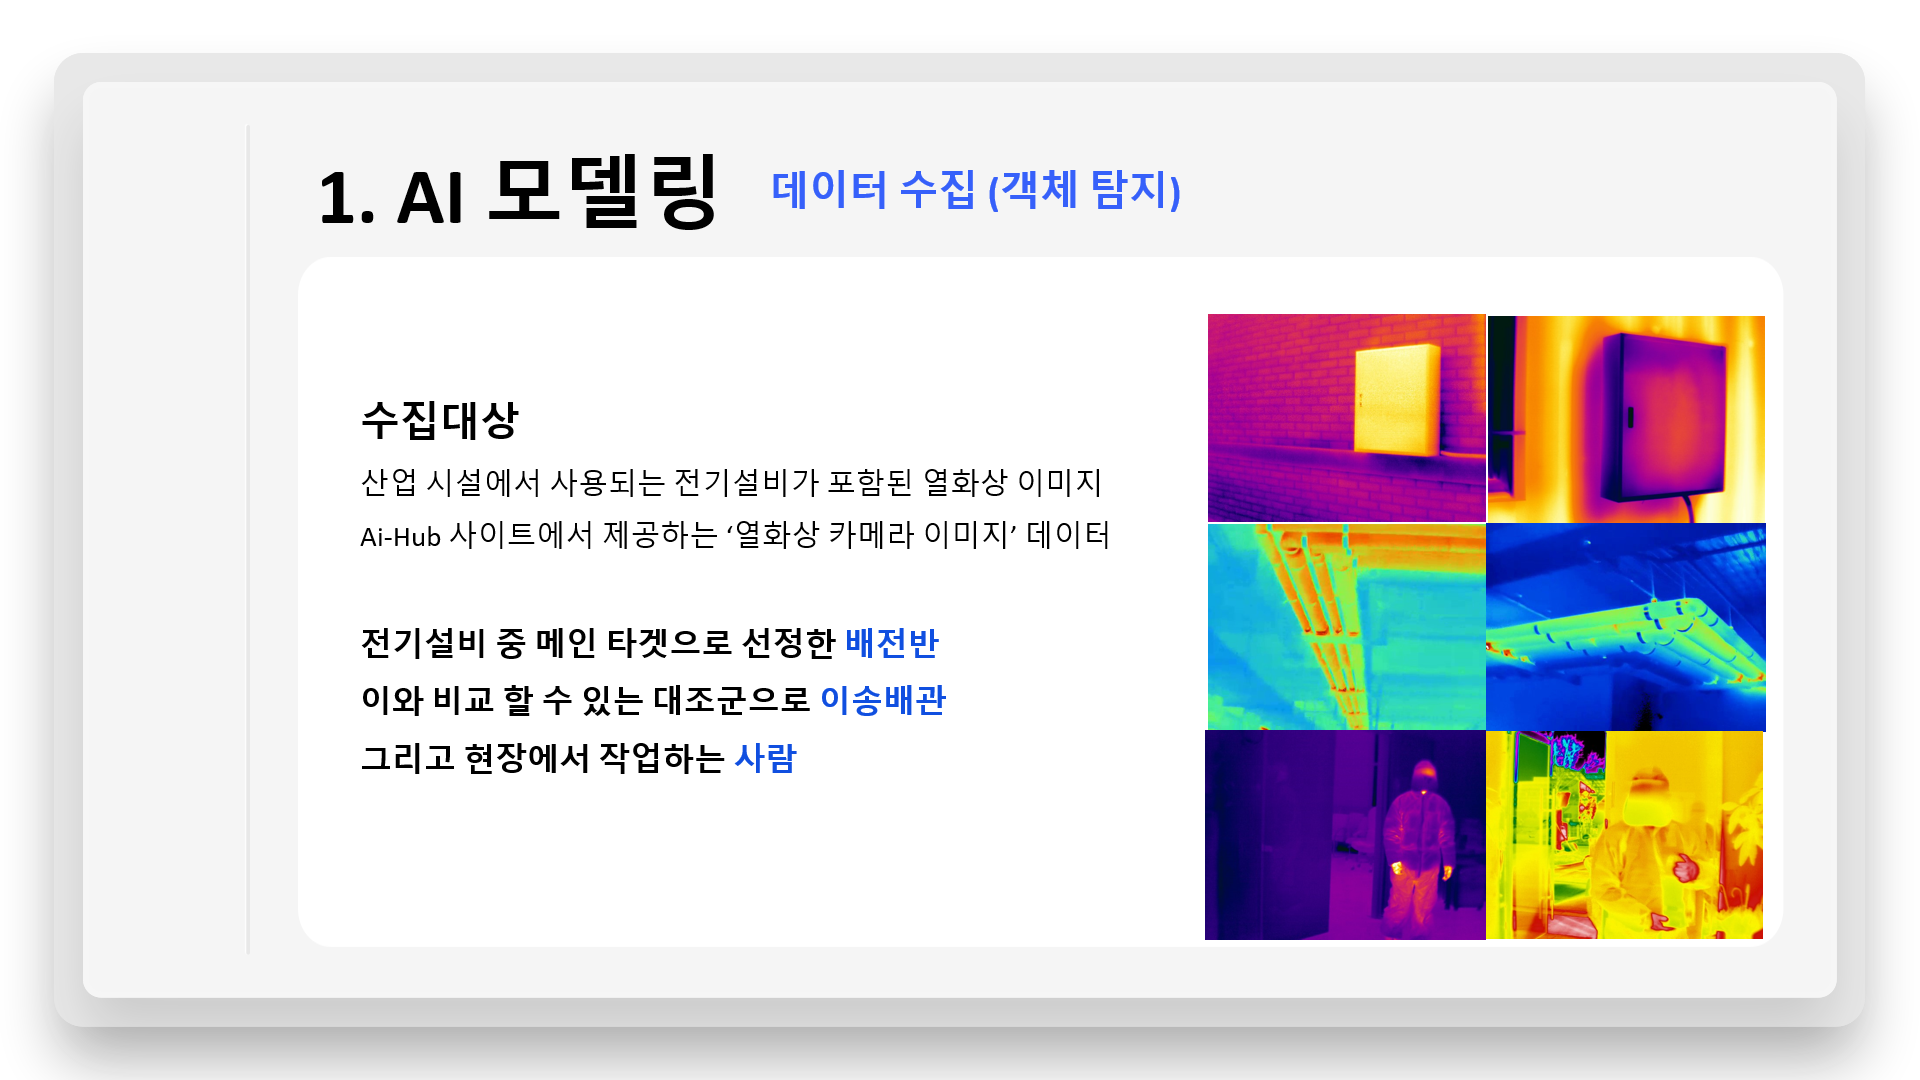 1. AI 모델링
데이터 수집 (객체 탐지)
수집대상
산업 시설에서 사용되는 전기설비가 포함된 열화상 이미지
Ai-Hub 사이트에서 제공하는 ‘열화상 카메라 이미지’ 데이터
전기설비 중 메인 타겟으로 선정한 배전반
이와 비교 할 수 있는 대조군으로 이송배관
그리고 현장에서 작업하는 사람